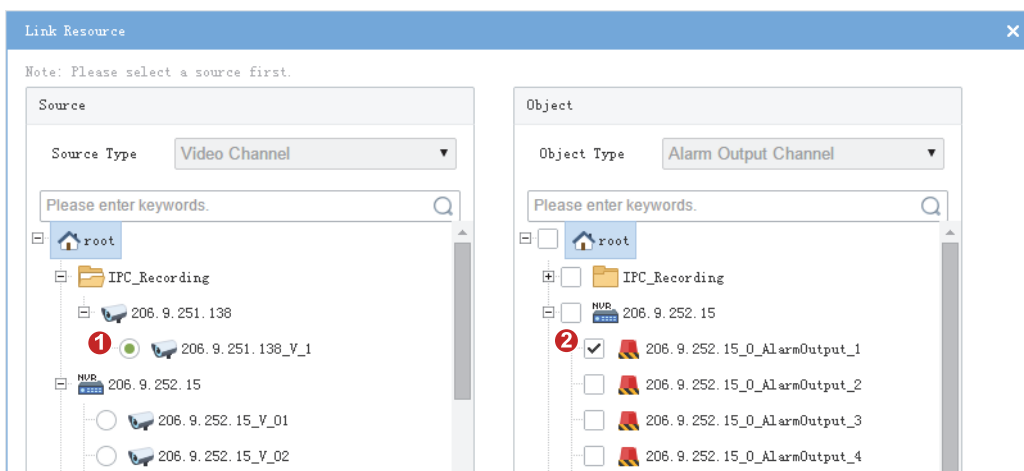 Link Resource
Note: Please select a source first.
Source
Source Type Video Channel
Please enter keywords.
root
IPC_Recording
206.9.251.138
1 206.9.251.138_V_1
NVR 206.9.252.15
206.9.252.15_V_01
206.9.252.15_V_02
Object
Object Type Alarm Output Channel
Please enter keywords.
root
IPC_Recording
NVR 206.9.252.15
2 206.9.252.15_0_AlarmOutput_1
206.9.252.15_0_AlarmOutput_2
206.9.252.15_0_AlarmOutput_3
206.9.252.15_0_AlarmOutput_4